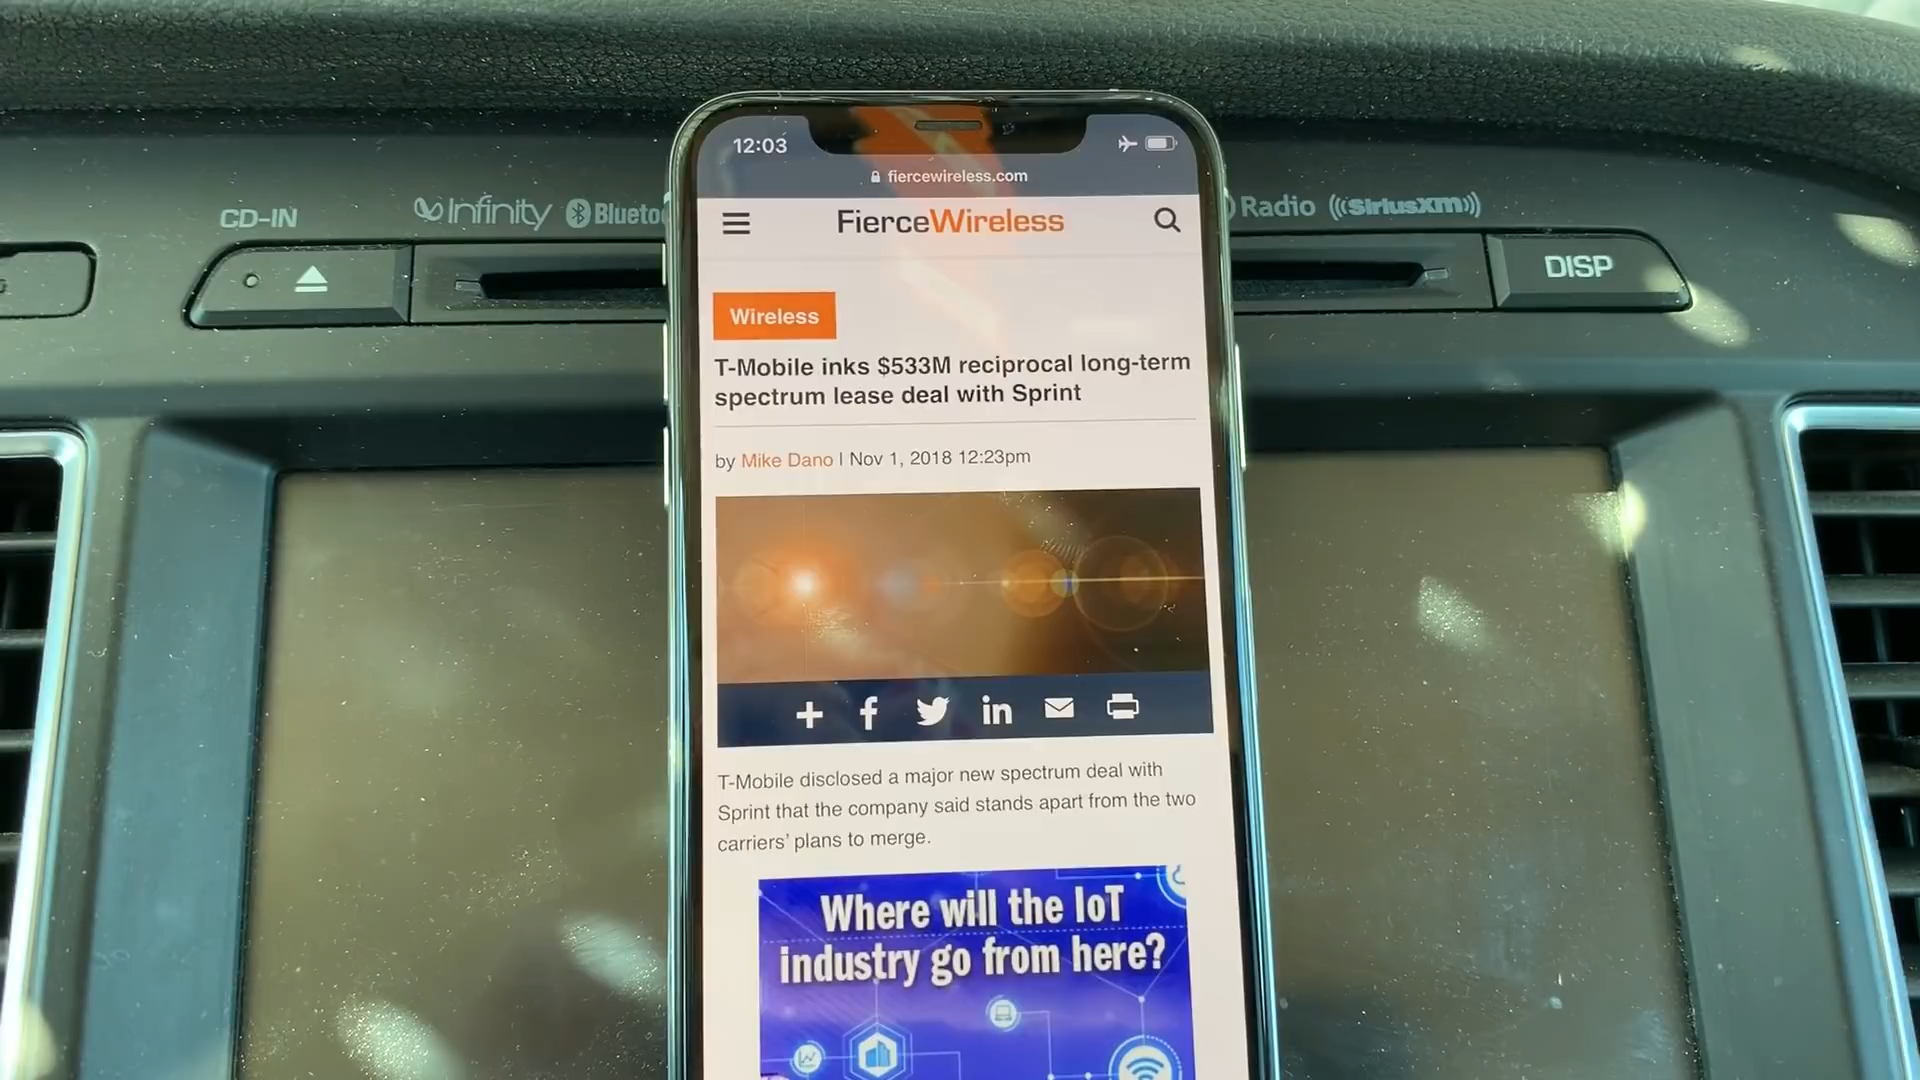 12:03
fiercewireless.com
CD-IN
Infinity
Radio
SiriusXM
FierceWireless
DISP
Wireless
T-Mobile inks $533M reciprocal long-term
spectrum lease deal with Sprint
by Mike Dano | Nov 1, 2018 12:23pm
T-Mobile disclosed a major new spectrum deal with
Sprint that the company said stands apart from the two
carriers' plans to merge.
Where will the IoT
industry go from here?